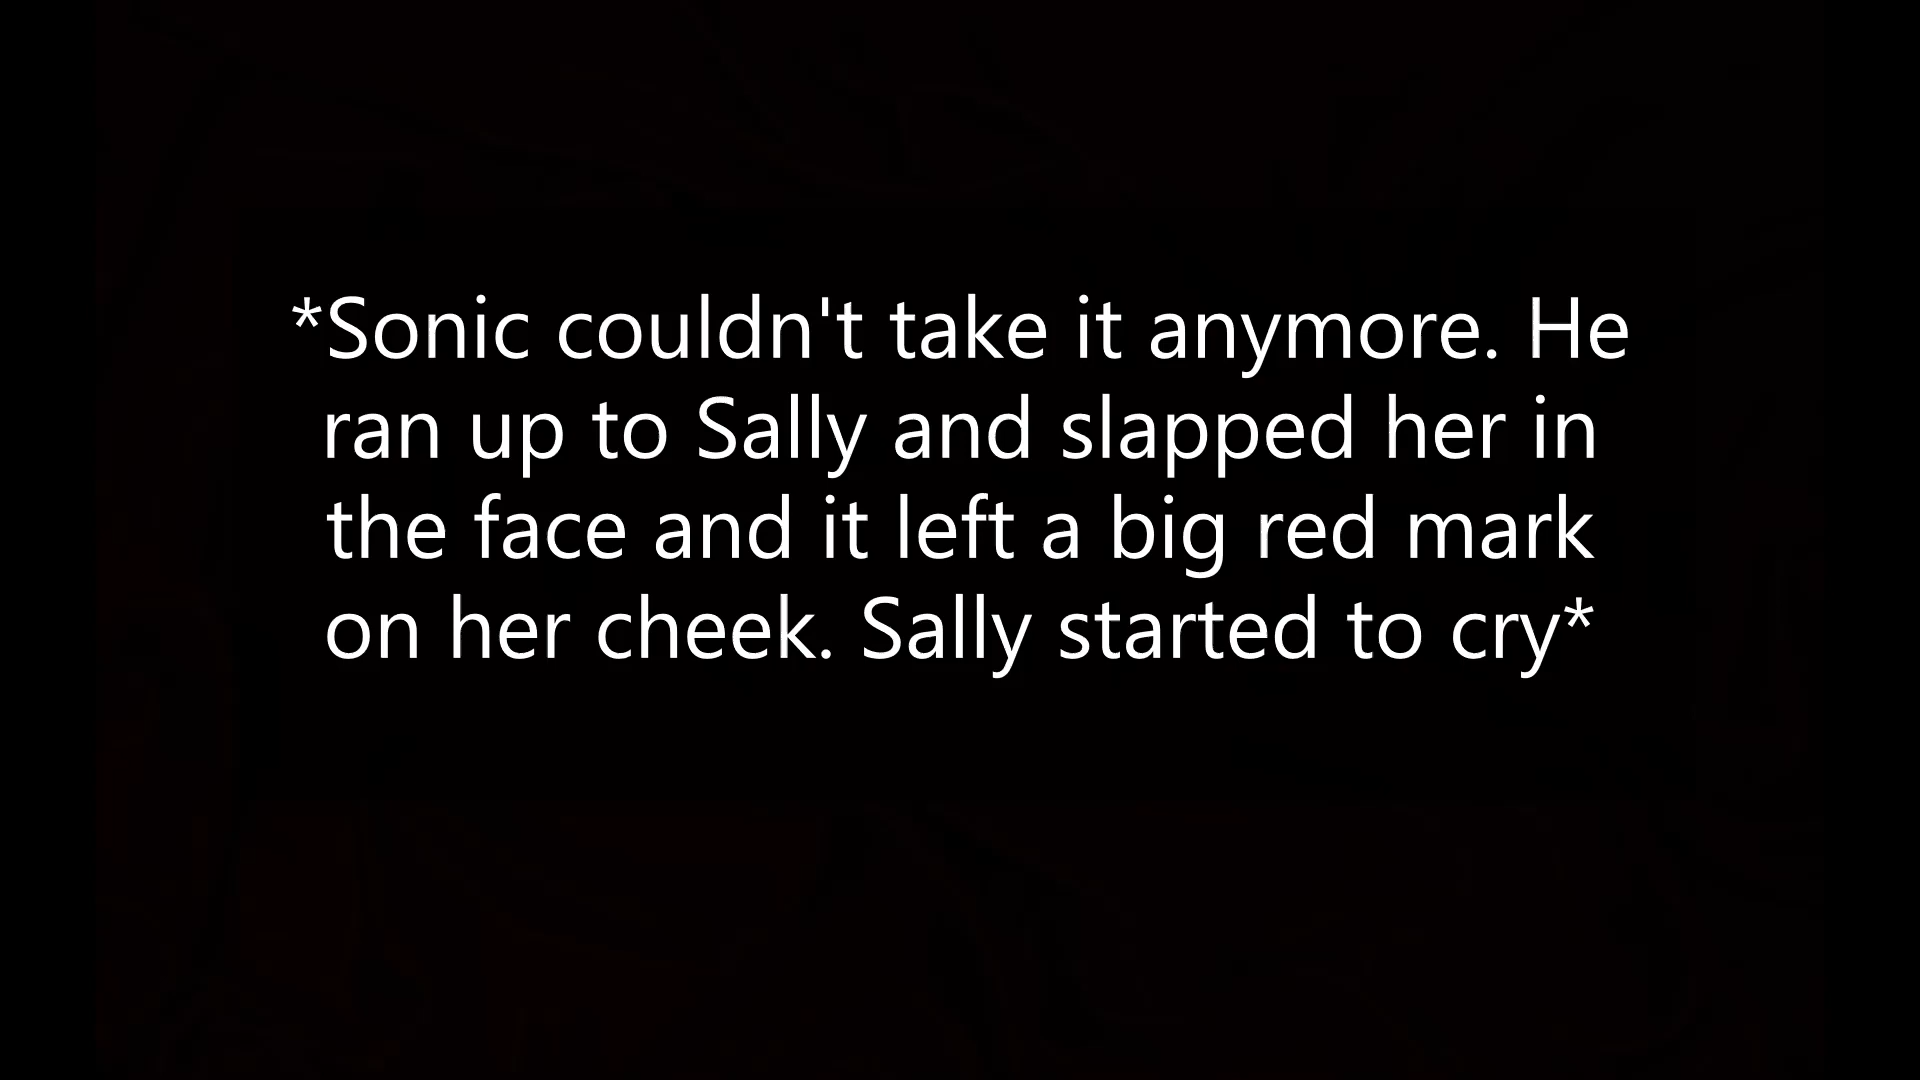 *Sonic couldn't take it anymore. He
ran up to Sally and slapped her in
the face and it left a big red mark
on her cheek. Sally started to cry*